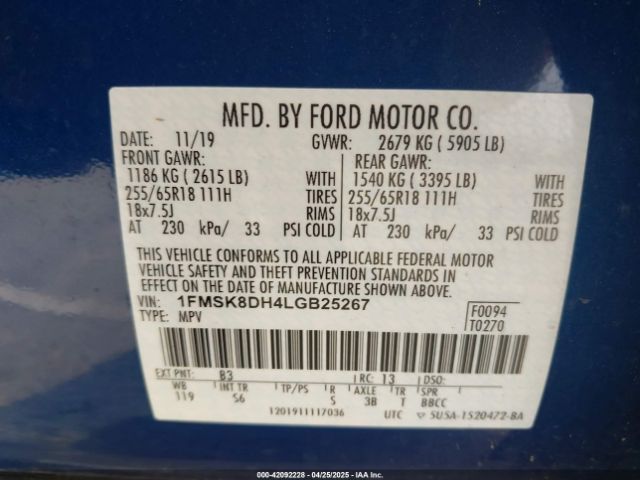 MFD. BY FORD MOTOR CO.
DATE: 11/19 GVWR: 2679 KG ( 5905 LB)
FRONT GAWR: REAR GAWR:
1186 KG ( 2615 LB) WITH 1540 KG ( 3395 LB) WITH
255/65R18 111H TIRES 255/65R18 111H TIRES
18x7.5J RIMS 18x7.5J RIMS
AT 230 kPa/ 33 PSI COLD AT 230 kPa/ 33 PSI COLD
THIS VEHICLE CONFORMS TO ALL APPLICABLE FEDERAL MOTOR
VEHICLE SAFETY AND THEFT PREVENTION STANDARDS IN
EFFECT ON THE DATE OF MANUFACTURE SHOWN ABOVE.
VIN: 1FMSK8DH4LGB25267 F0094
TYPE: MPV T0270
EXT PNT: B3 RC: 13 DSO:
WB INT TR TP/PS R AXLE TR SPR
119 S6 S 3B T BBCC
1201911117036 UTC 5USA-1520472-BA
000-42092228 - 04/25/2025 - IAA Inc.